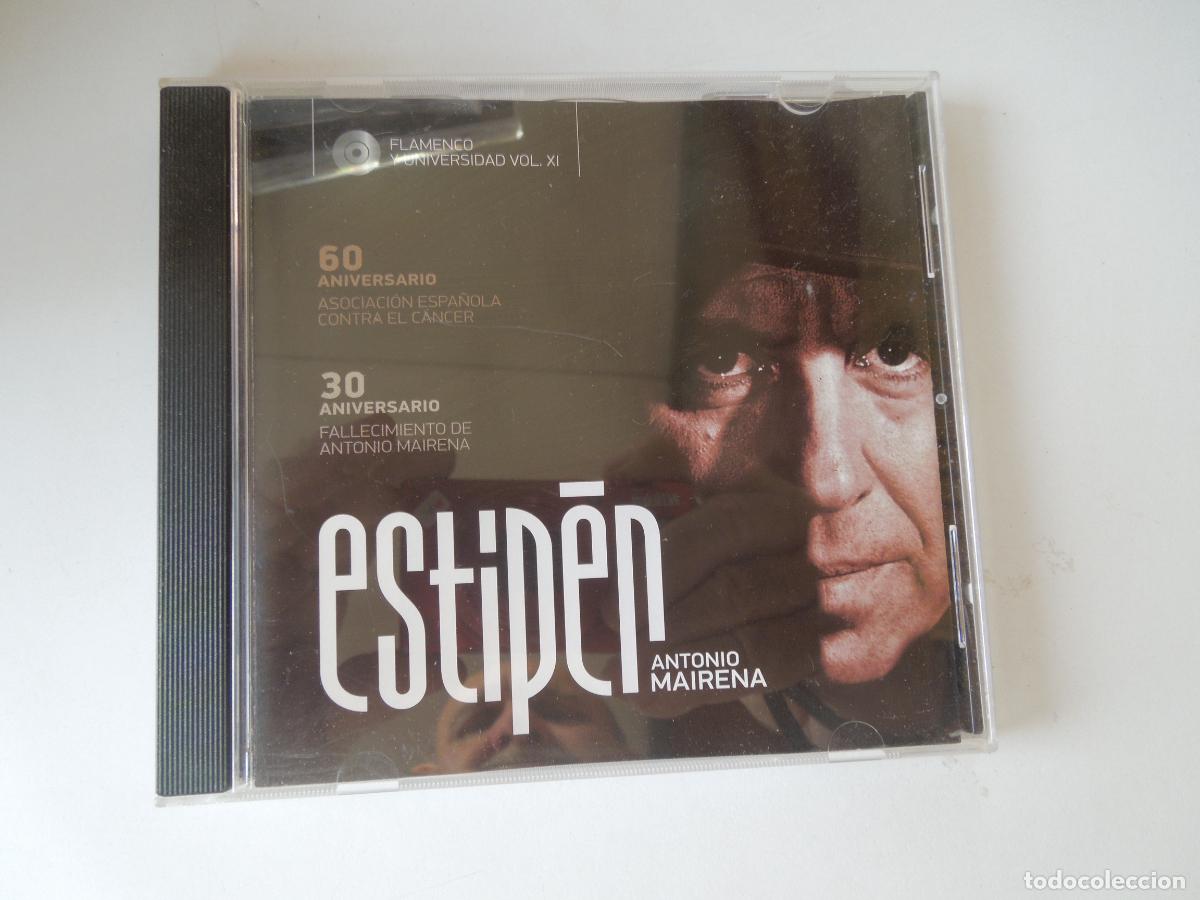 FLAMENCO
Y UNIVERSIDAD VOL. XI
60
ANIVERSARIO
ASOCIACIÓN ESPAÑOLA
CONTRA EL CÁNCER
30
ANIVERSARIO
FALLECIMIENTO DE
ANTONIO MAIRENA
estipēn
ANTONIO
MAIRENA
todocoleccion